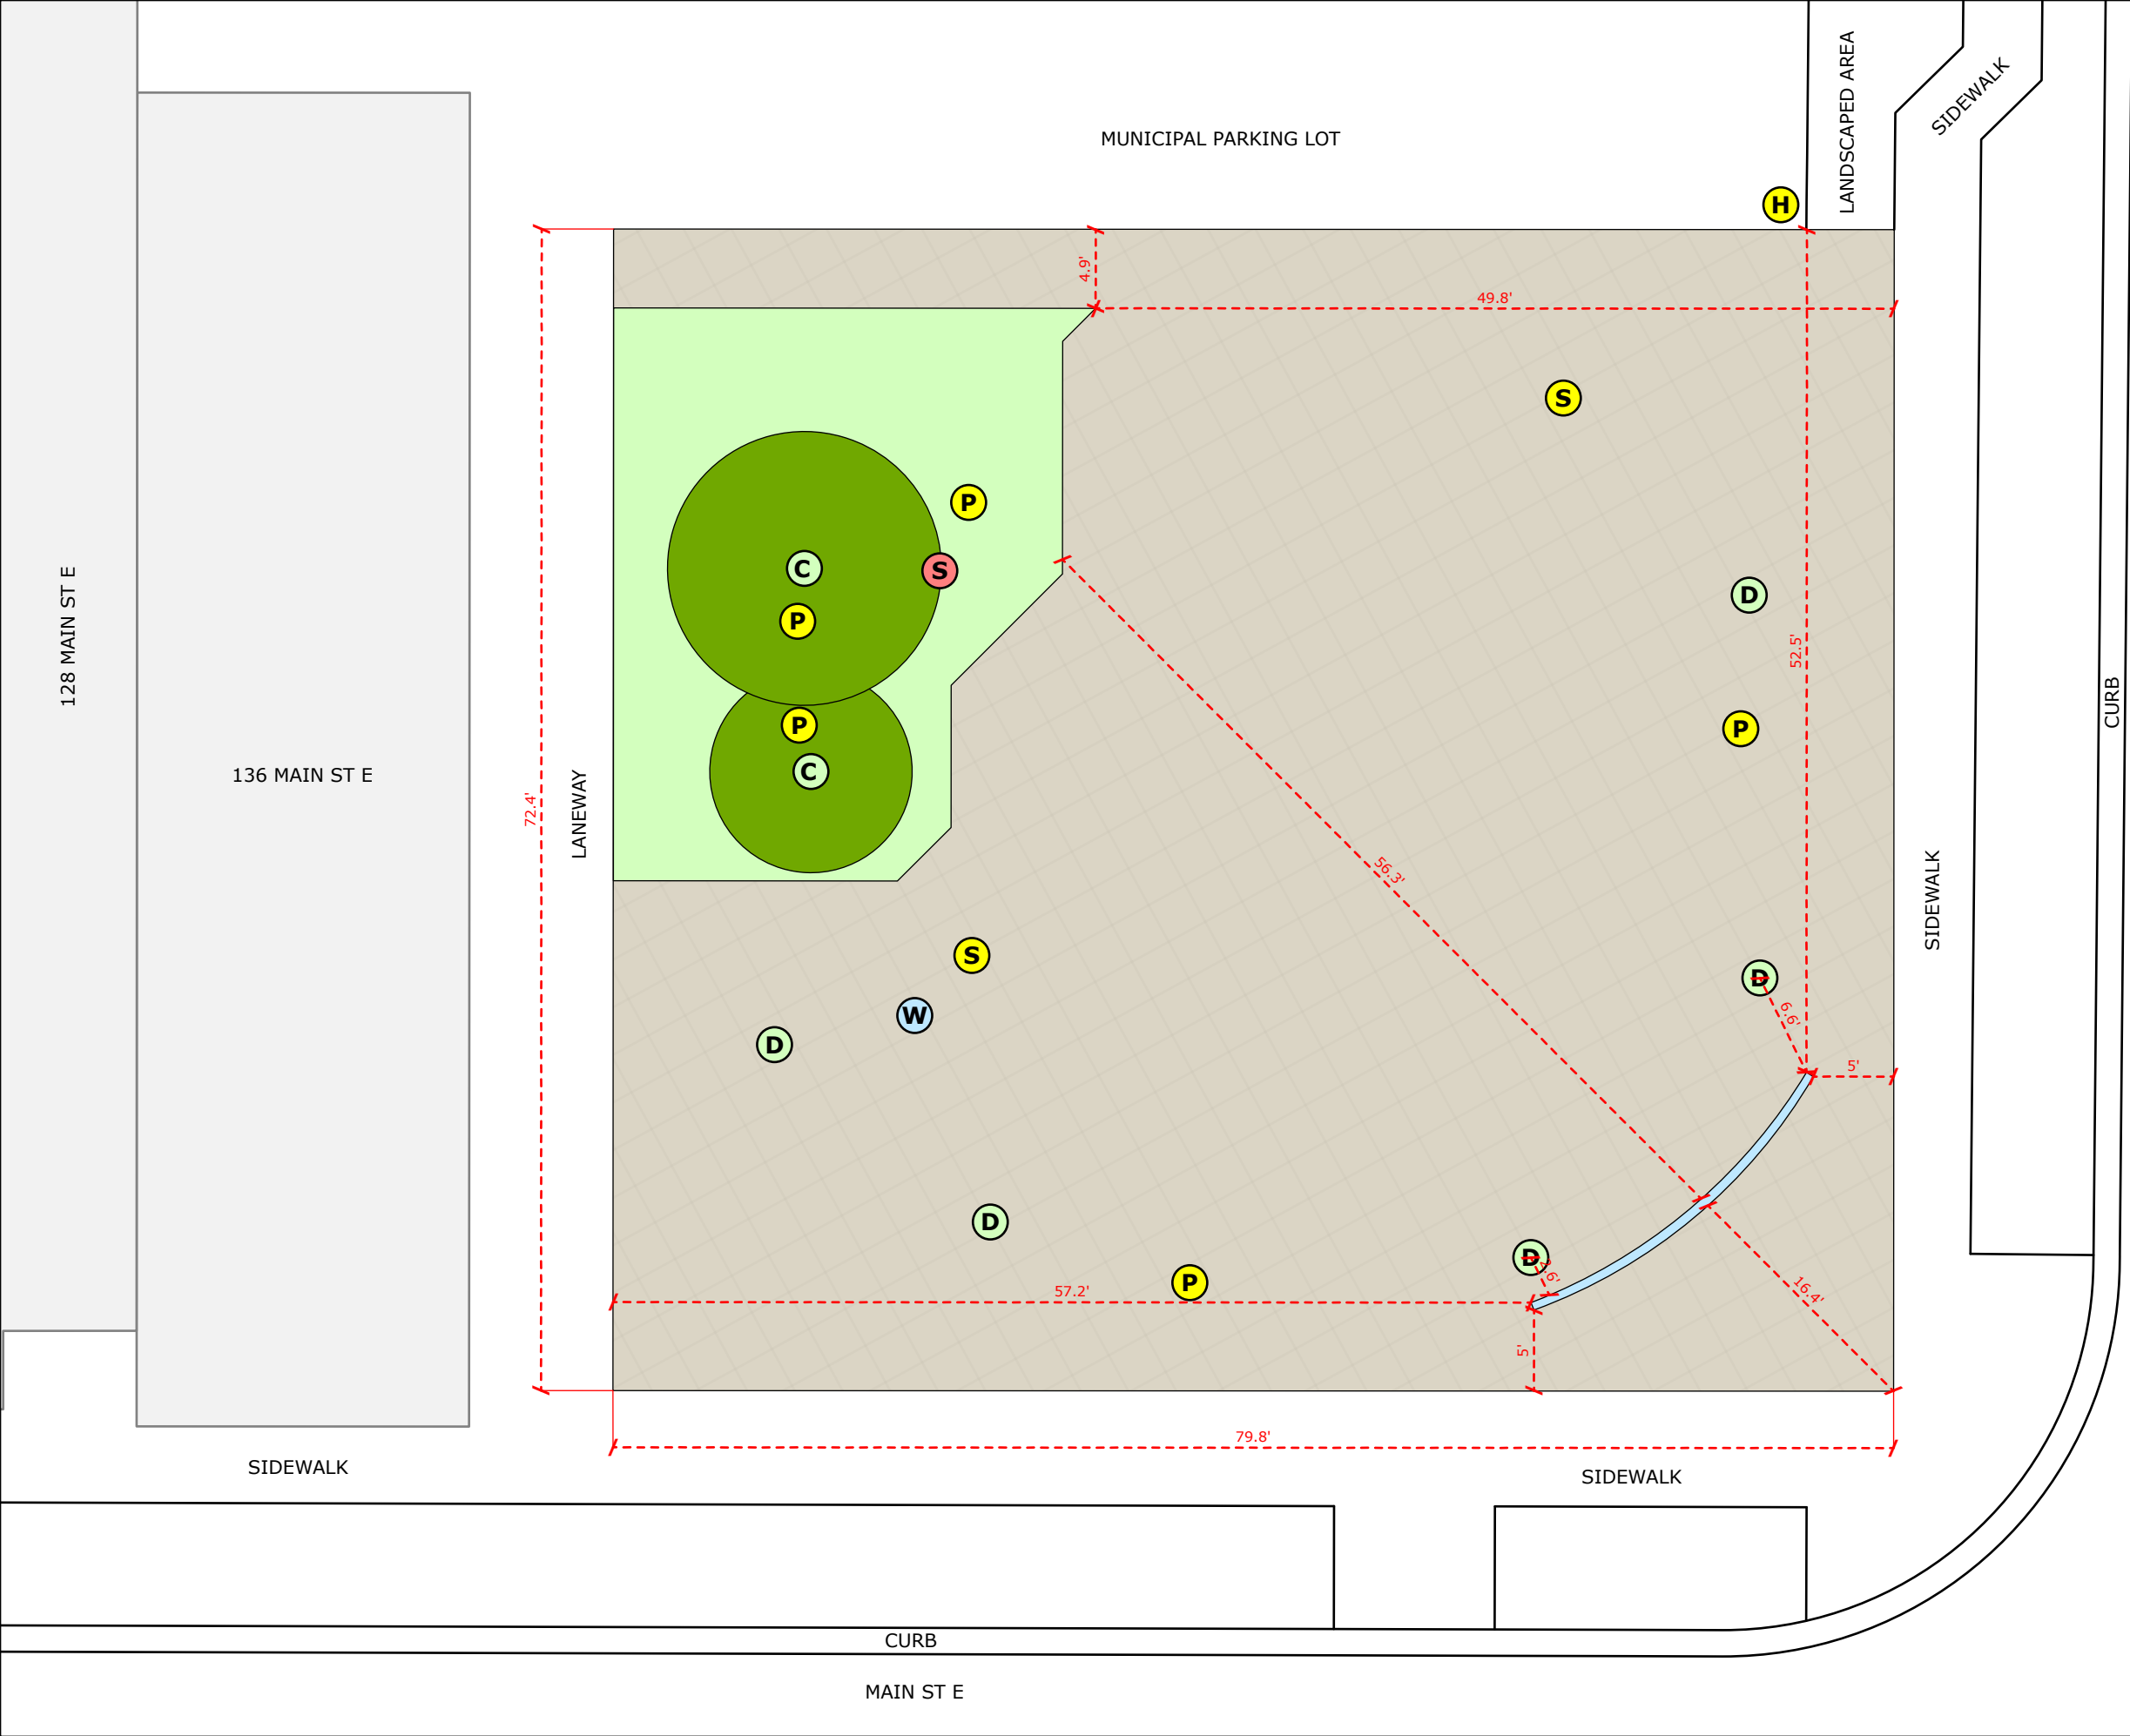 LANDSCAPED AREA
SIDEWALK
MUNICIPAL PARKING LOT
H
4.9'
49.8'
S
P
C
S
P
D
128 MAIN ST E
52.5'
CURB
P
P
C
136 MAIN ST E
72.4'
LANEWAY
56.3'
SIDEWALK
S
D
W
6.6'
D
5'
D
D
P
57.2'
16.4'
5'
79.8'
SIDEWALK
SIDEWALK
CURB
MAIN ST E